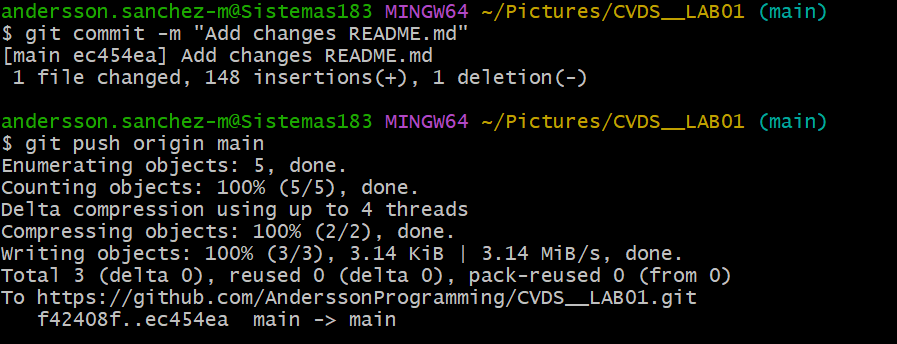 andersson.sanchez-m@Sistemas183 MINGW64 ~/Pictures/CVDS__LAB01 (main)
$ git commit -m "Add changes README.md"
[main ec454ea] Add changes README.md
 1 file changed, 148 insertions(+), 1 deletion(-)

andersson.sanchez-m@Sistemas183 MINGW64 ~/Pictures/CVDS__LAB01 (main)
$ git push origin main
Enumerating objects: 5, done.
Counting objects: 100% (5/5), done.
Delta compression using up to 4 threads
Compressing objects: 100% (2/2), done.
Writing objects: 100% (3/3), 3.14 KiB | 3.14 MiB/s, done.
Total 3 (delta 0), reused 0 (delta 0), pack-reused 0 (from 0)
To https://github.com/AnderssonProgramming/CVDS__LAB01.git
   f42408f..ec454ea  main -> main